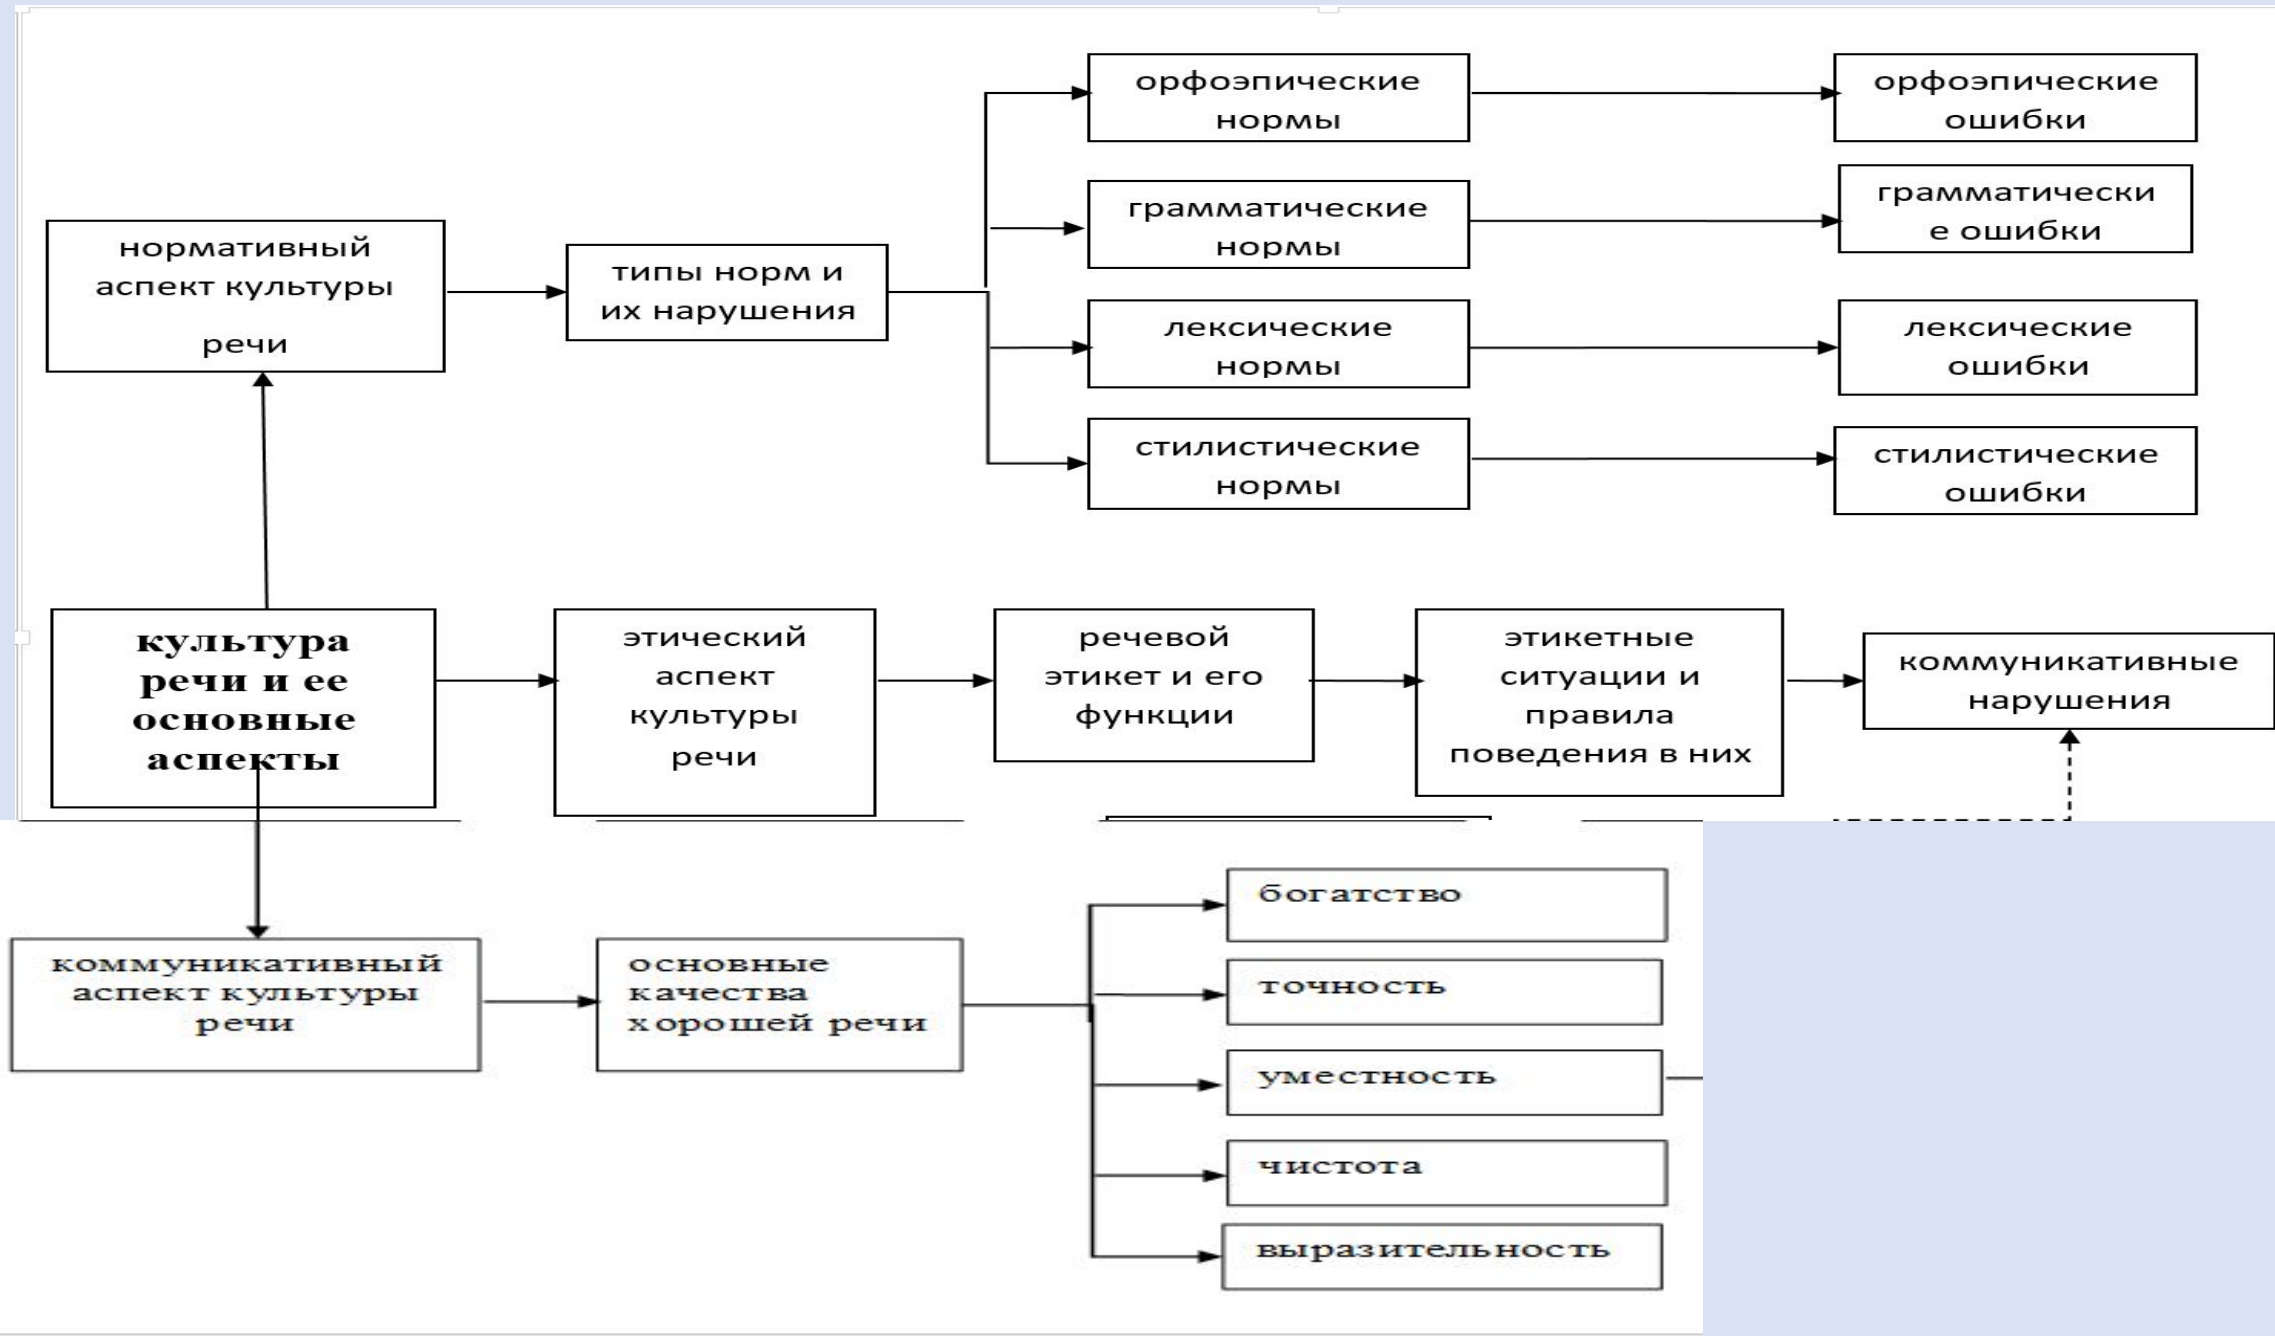 орфоэпические
нормы
орфоэпические
ошибки
грамматические
нормы
грамматически
е ошибки
нормативный
аспект культуры
речи
типы норм и
их нарушения
лексические
нормы
лексические
ошибки
стилистические
нормы
стилистические
ошибки
культура
речи и ее
основные
аспекты
этический
аспект
культуры
речи
речевой
этикет и его
функции
этикетные
ситуации и
правила
поведения в них
коммуникативные
нарушения
коммуникативный
аспект культуры
речи
основные
качества
хорошей речи
богатство
точность
уместность
чистота
выразительность